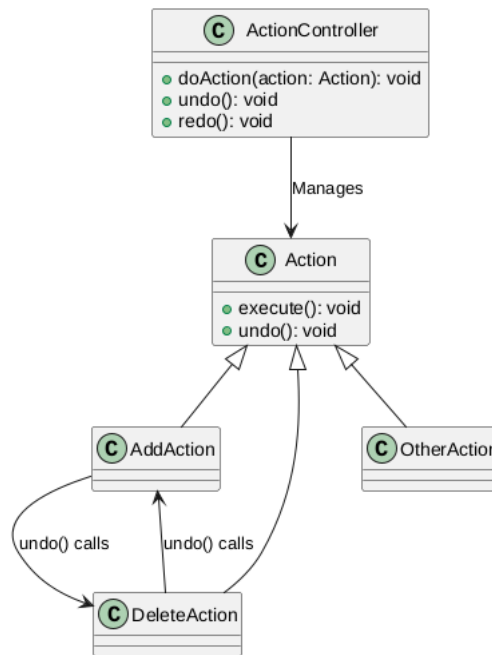 C ActionController
doAction(action: Action): void
undo(): void
redo(): void
Manages
C Action
execute(): void
undo(): void
C AddAction
C OtherAction
undo() calls
undo() calls
C DeleteAction